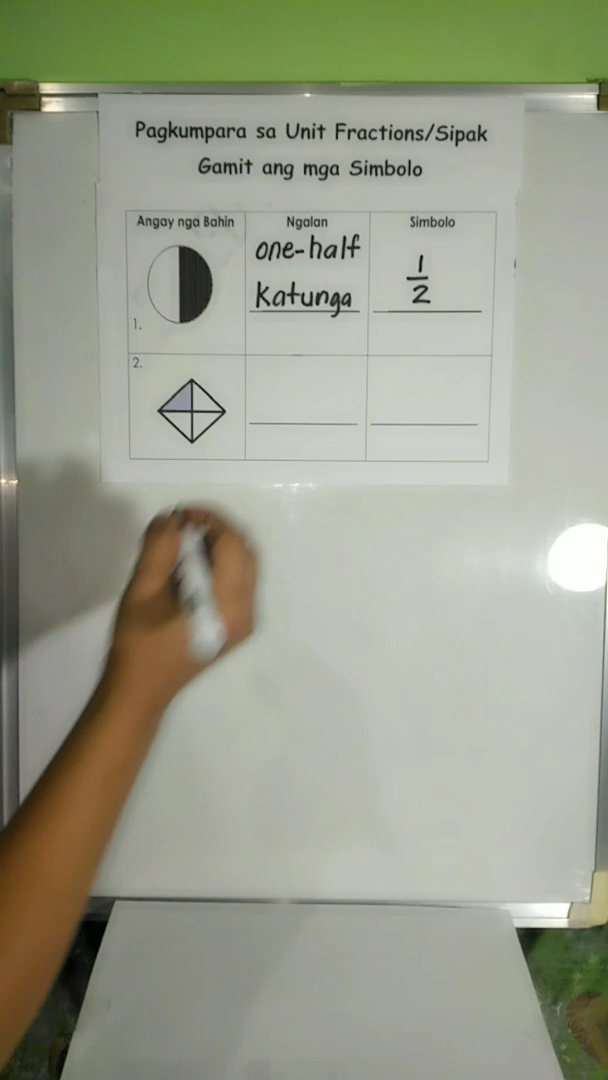 Pagkumpara sa Unit Fractions/Sipak
Gamit ang mga Simbolo
Angay nga Bahin Ngalan Simbolo
1. one-half
Katunga 1/2
2.